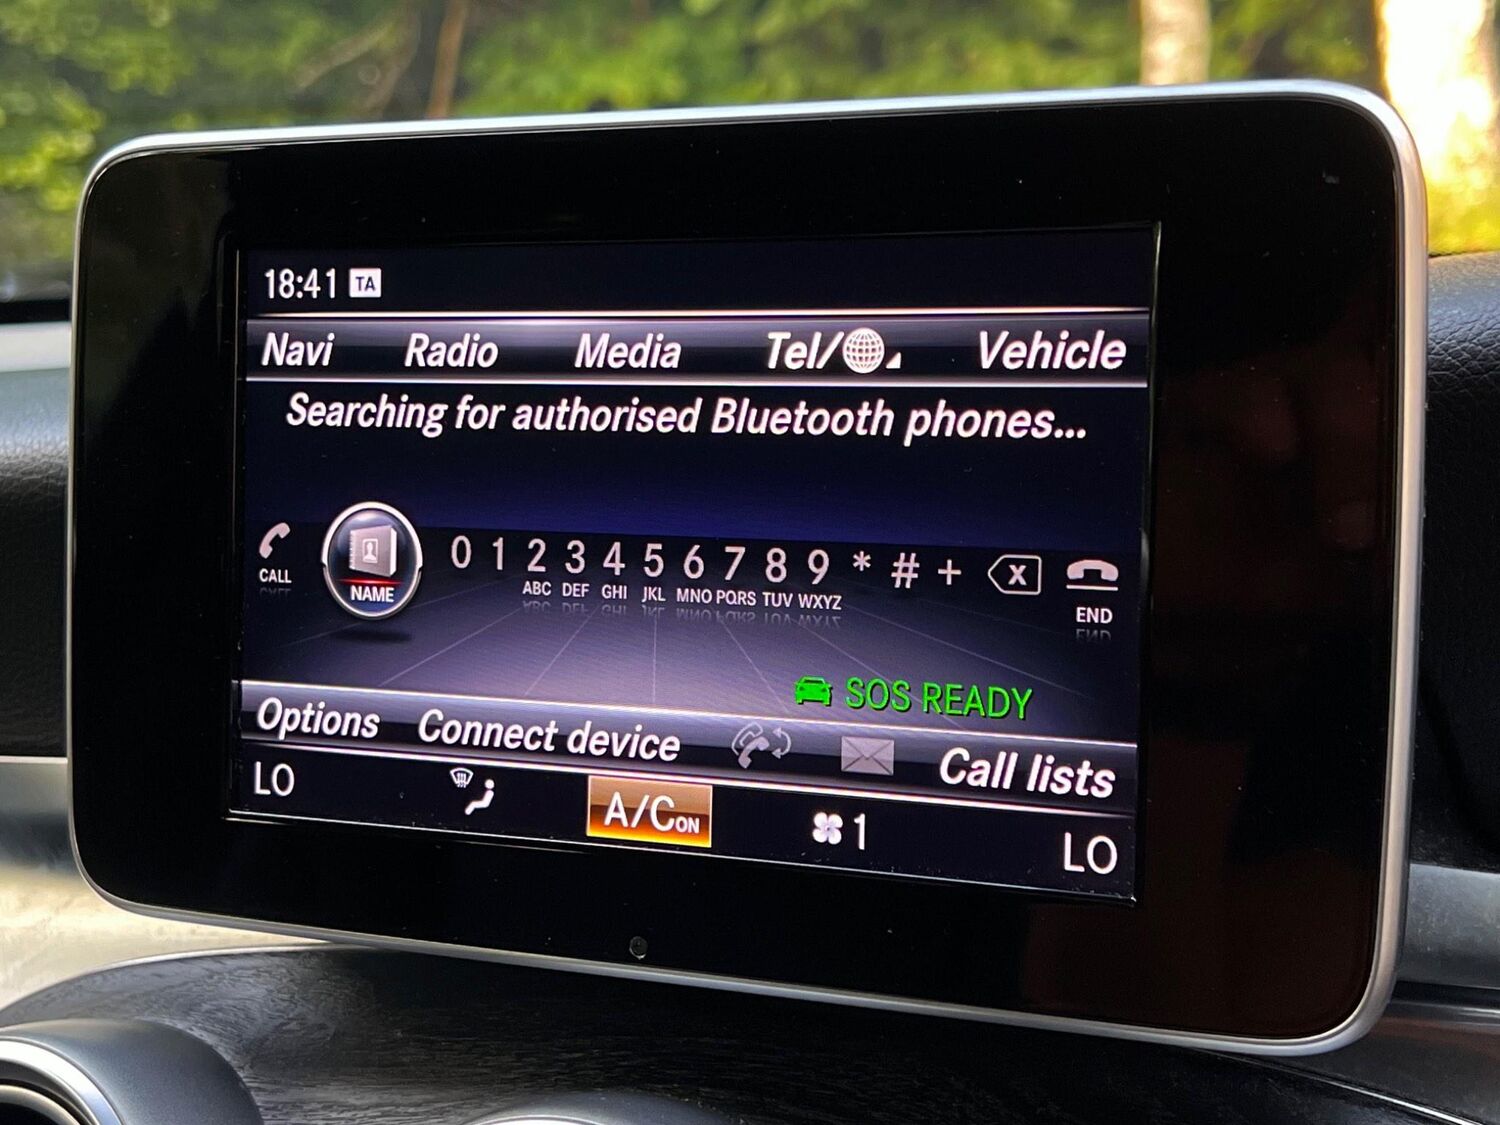 18:41 TA
Navi Radio Media Tel/ Vehicle
Searching for authorised Bluetooth phones...
CALL NAME 0 1 2 3 4 5 6 7 8 9 * # + X END
ABC DEF GHI JKL MNO PQRS TUV WXYZ
SOS READY
Options Connect device Call lists
LO A/C ON 1 LO